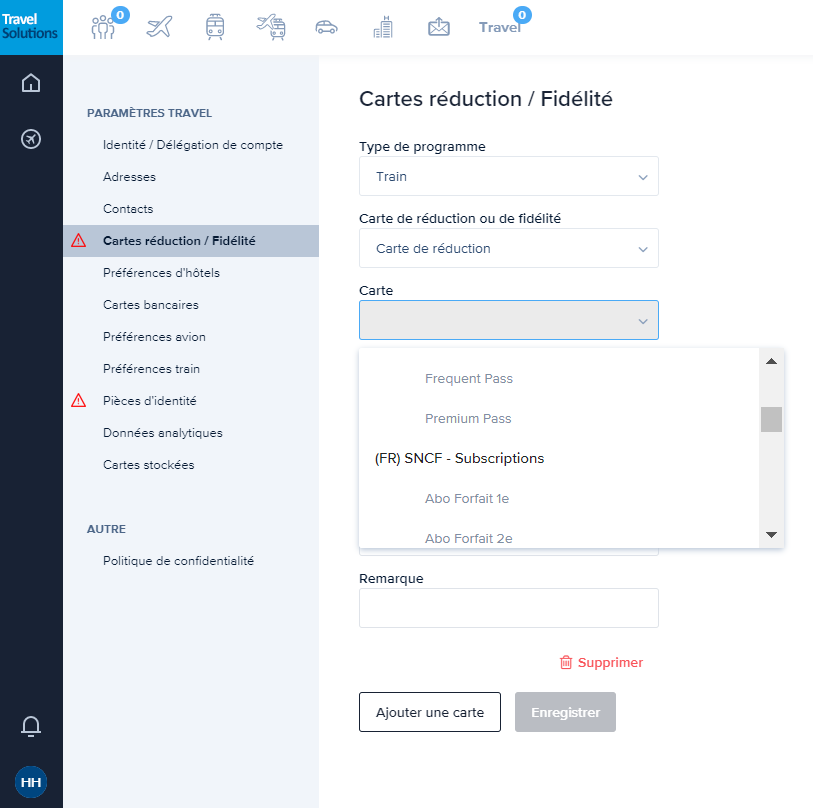 Travel
Solutions
0
Travel
0
PARAMÈTRES TRAVEL
Identité / Délégation de compte
Adresses
Contacts
Cartes réduction / Fidélité
Préférences d'hôtels
Cartes bancaires
Préférences avion
Préférences train
Pièces d'identité
Données analytiques
Cartes stockées
AUTRE
Politique de confidentialité
HH
Cartes réduction / Fidélité
Type de programme
Train
Carte de réduction ou de fidélité
Carte de réduction
Carte
Frequent Pass
Premium Pass
(FR) SNCF - Subscriptions
Abo Forfait 1e
Abo Forfait 2e
Remarque
Supprimer
Ajouter une carte
Enregistrer